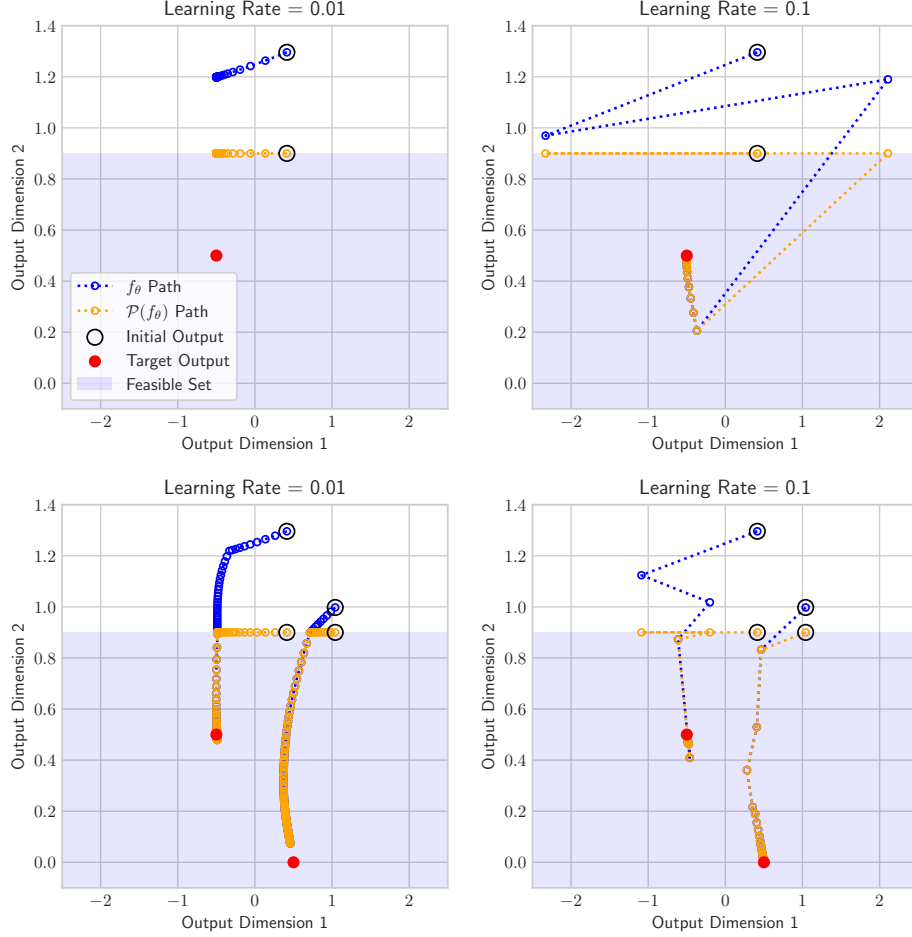 Learning Rate = 0.01
1.4
1.2
1.0
0.8
0.6
0.4
0.2
0.0
Output Dimension 2
f_θ Path
P(f_θ) Path
Initial Output
Target Output
Feasible Set
−2 −1 0 1 2
Output Dimension 1
Learning Rate = 0.1
1.4
1.2
1.0
0.8
0.6
0.4
0.2
0.0
Output Dimension 2
−2 −1 0 1 2
Output Dimension 1
Learning Rate = 0.01
1.4
1.2
1.0
0.8
0.6
0.4
0.2
0.0
Output Dimension 2
−2 −1 0 1 2
Output Dimension 1
Learning Rate = 0.1
1.4
1.2
1.0
0.8
0.6
0.4
0.2
0.0
Output Dimension 2
−2 −1 0 1 2
Output Dimension 1